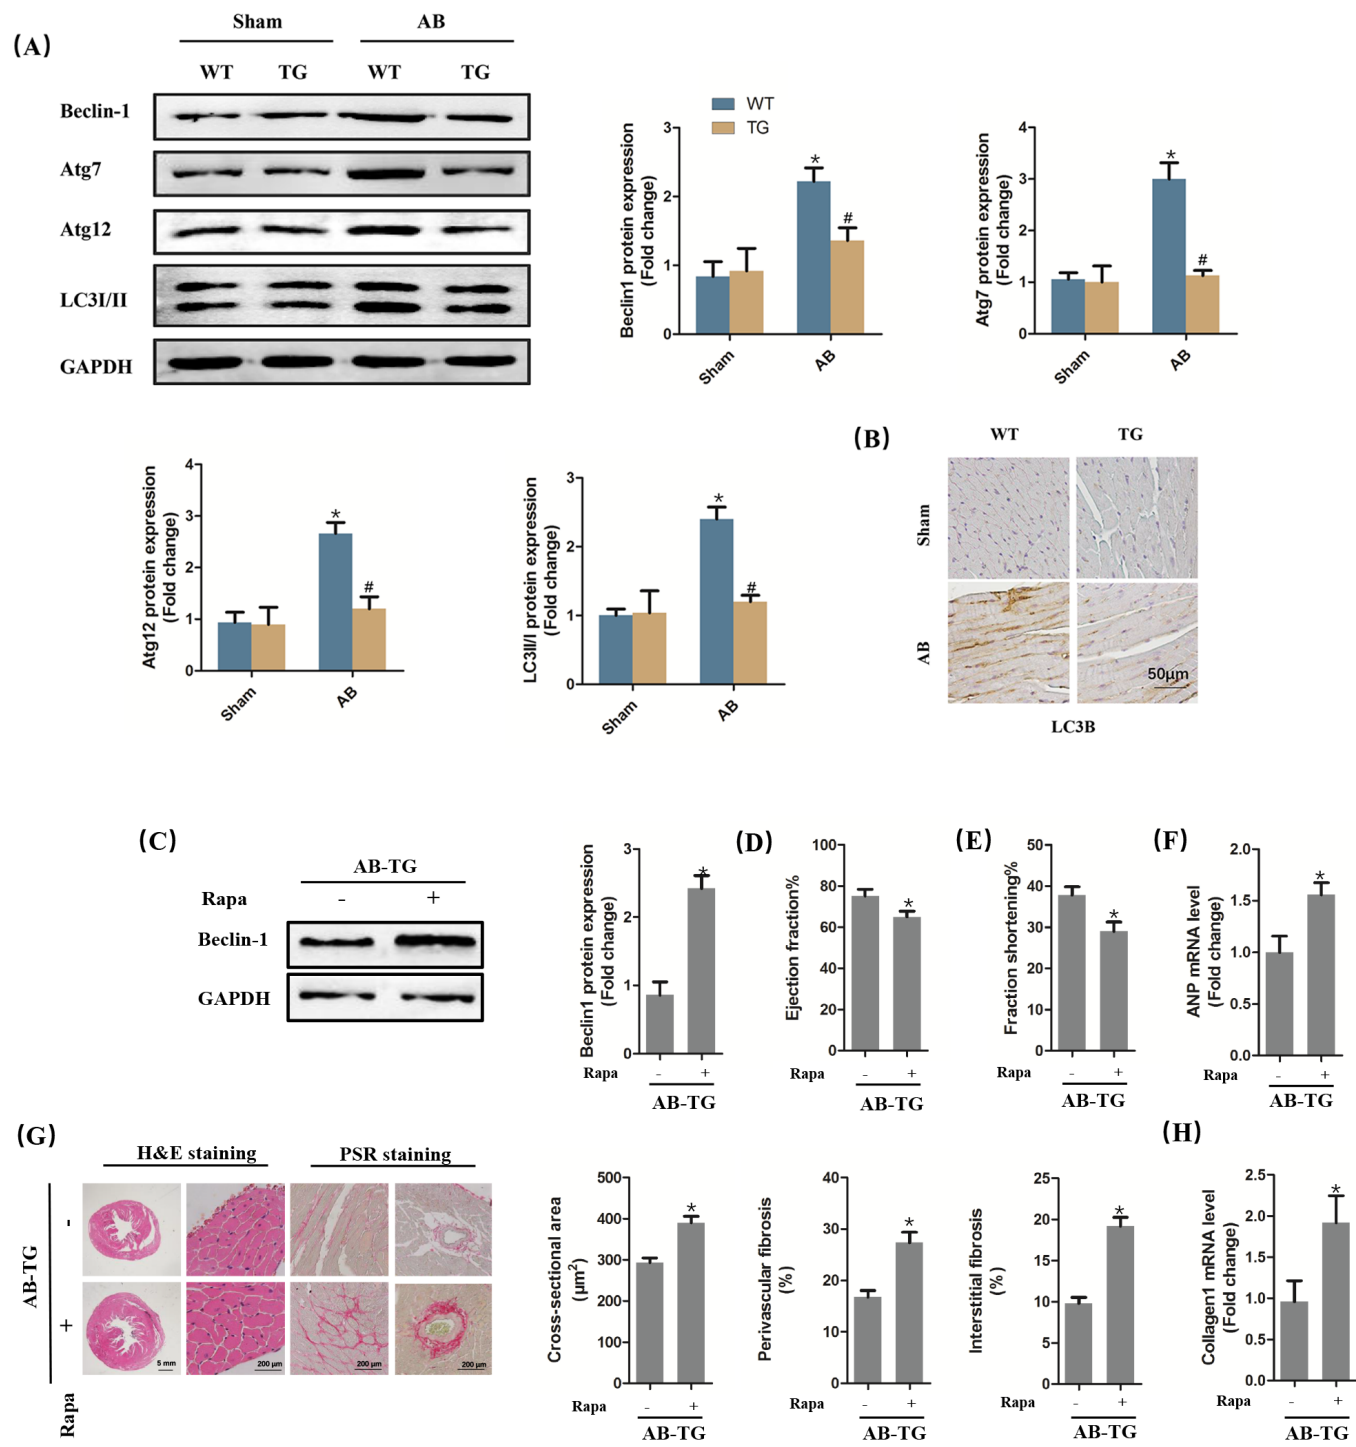 (A)
Sham AB
WT TG WT TG
Beclin-1
Atg7
Atg12
LC3I/II
GAPDH
WT
TG
Beclin1 protein expression
(Fold change)
3
2
1
0
*
#
Sham AB
Atg7 protein expression
(Fold change)
4
3
2
1
0
*
#
Sham AB
Atg12 protein expression
(Fold change)
4
3
2
1
0
*
#
Sham AB
LC3II/I protein expression
(Fold change)
3
2
1
0
*
#
Sham AB
(B)
WT TG
Sham
AB
50μm
LC3B
(C)
AB-TG
Rapa - +
Beclin-1
GAPDH
Beclin1 protein expression
(Fold change)
3
2
1
0
*
Rapa - +
AB-TG
(D)
Ejection fraction%
100
80
60
40
20
0
*
Rapa - +
AB-TG
(E)
Fraction shortening%
50
40
30
20
10
0
*
Rapa - +
AB-TG
(F)
ANP mRNA level
(Fold change)
2.0
1.5
1.0
0.5
0.0
*
Rapa - +
AB-TG
(G)
H&E staining PSR staining
AB-TG
-
+
Rapa
5 mm
200 μm
200 μm
200 μm
Cross-sectional area
(μm²)
500
400
300
200
100
0
*
Rapa - +
AB-TG
Perivascular fibrosis
(%)
40
30
20
10
0
*
Rapa - +
AB-TG
Interstitial fibrosis
(%)
25
20
15
10
5
0
*
Rapa - +
AB-TG
(H)
Collagen1 mRNA level
(Fold change)
2.5
2.0
1.5
1.0
0.5
0.0
*
Rapa - +
AB-TG